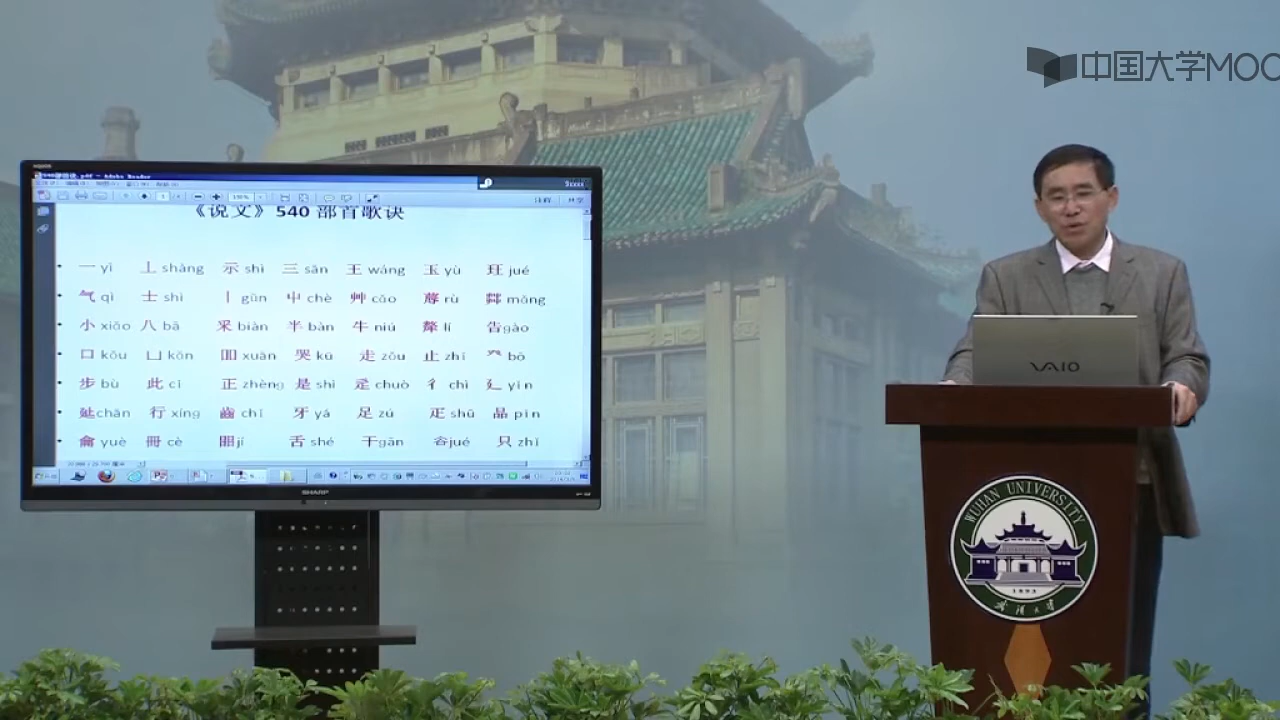 中国大学MOO
《说文》540 部首歌诀
一 yī 丄 shàng 示 shì 三 sān 王 wáng 玉 yù 玨 jué
气 qì 士 shì 丨 gǔn 屮 chè 艸 cǎo 蓐 rù 茻 mǎng
小 xiǎo 八 bā 釆 biàn 半 bàn 牛 niú 犛 lí 告 gào
口 kǒu 凵 kǎn 吅 xuān 哭 kū 走 zǒu 止 zhǐ 癶 bō
步 bù 此 cǐ 正 zhèng 是 shì 辵 chuò 彳 chì 廴 yǐn
㢟 chān 行 xíng 齒 chǐ 牙 yá 足 zú 疋 shū 品 pǐn
龠 yuè 冊 cè 㗊 jí 舌 shé 干 gān 谷 jué 只 zhǐ
SHARP
VAIO
WUHAN UNIVERSITY
1893
武汉大学